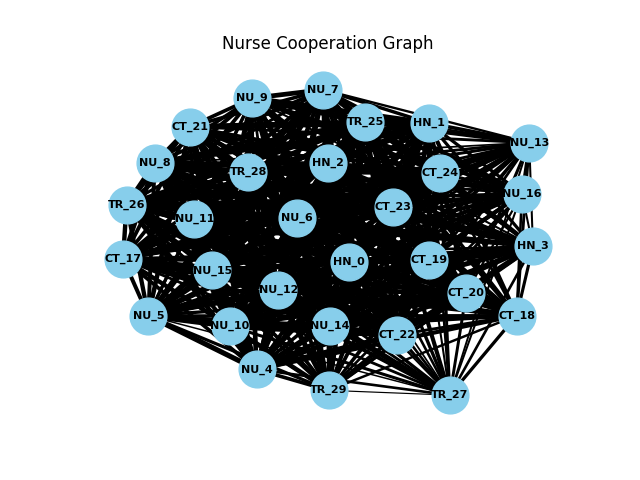 Nurse Cooperation Graph
NU_7
NU_9
TR_25
HN_1
CT_21
NU_13
NU_8
HN_2
TR_28
CT_24
NU_16
TR_26
CT_23
NU_11
NU_6
HN_3
CT_17
HN_0
CT_19
NU_15
NU_12
CT_20
NU_5
CT_18
NU_10
NU_14
CT_22
NU_4
TR_29
TR_27